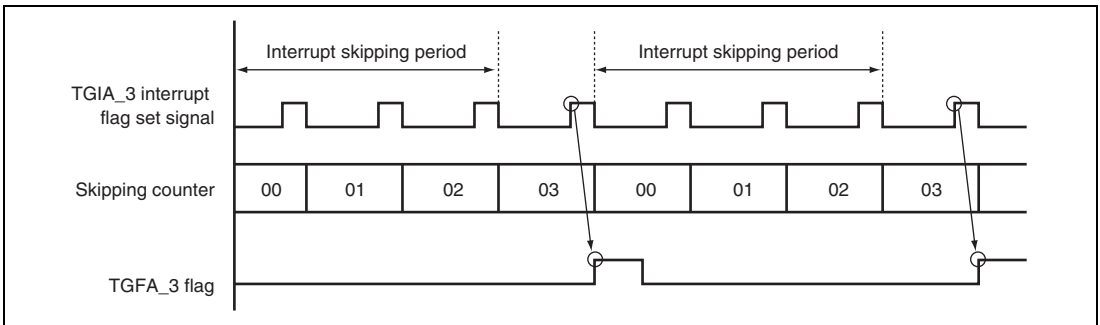 Interrupt skipping period Interrupt skipping period
TGIA_3 interrupt
flag set signal
Skipping counter 00 01 02 03 00 01 02 03
TGFA_3 flag